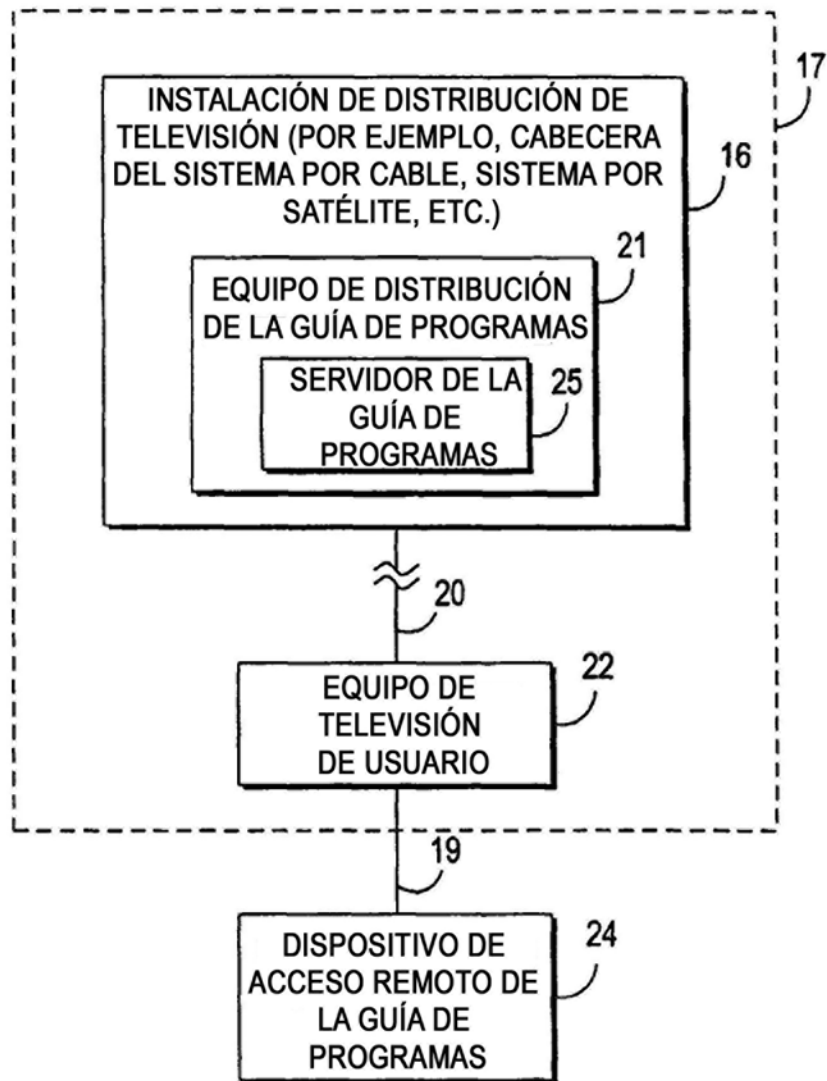 17
INSTALACIÓN DE DISTRIBUCIÓN DE
TELEVISIÓN (POR EJEMPLO, CABECERA
DEL SISTEMA POR CABLE, SISTEMA POR
SATÉLITE, ETC.)
16
21
EQUIPO DE DISTRIBUCIÓN
DE LA GUÍA DE PROGRAMAS
SERVIDOR DE LA
GUÍA DE
PROGRAMAS
25
20
EQUIPO DE
TELEVISIÓN
DE USUARIO
22
19
DISPOSITIVO DE
ACCESO REMOTO DE
LA GUÍA DE
PROGRAMAS
24